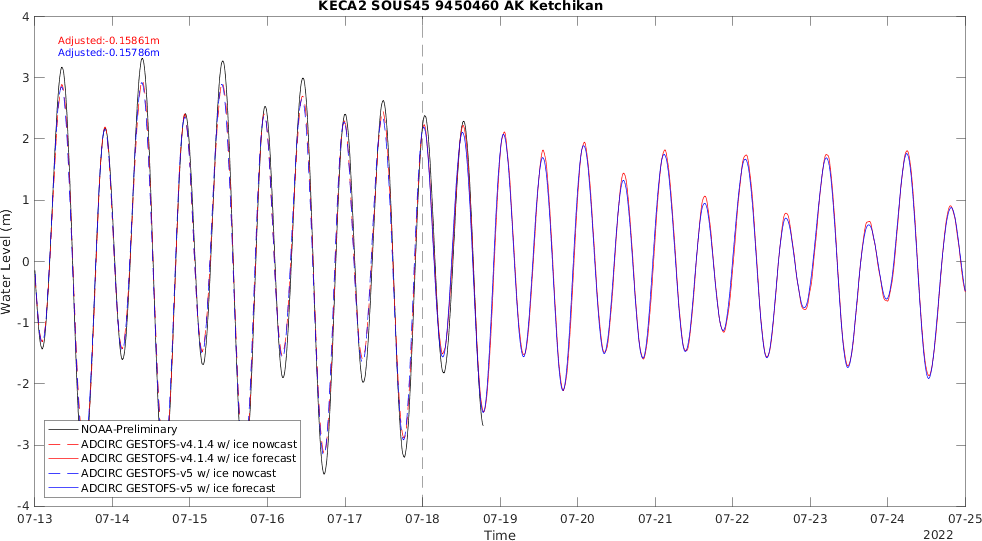 KECA2 SOUS45 9450460 AK Ketchikan
Adjusted:-0.15861m
Adjusted:-0.15786m
4
3
2
1
0
-1
-2
-3
-4
Water Level (m)
NOAA-Preliminary
ADCIRC GESTOFS-v4.1.4 w/ ice nowcast
ADCIRC GESTOFS-v4.1.4 w/ ice forecast
ADCIRC GESTOFS-v5 w/ ice nowcast
ADCIRC GESTOFS-v5 w/ ice forecast
07-13 07-14 07-15 07-16 07-17 07-18 07-19 07-20 07-21 07-22 07-23 07-24 07-25
Time
2022